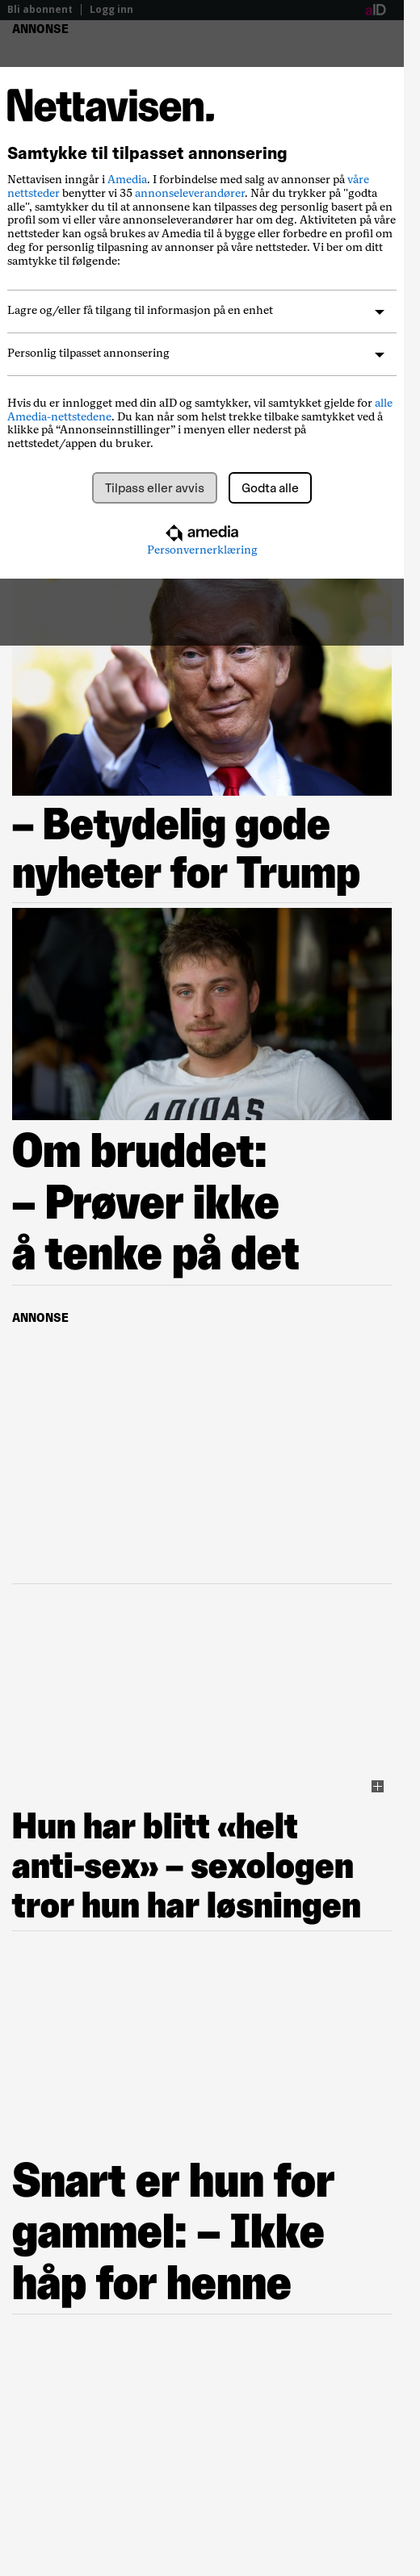 Bli abonnent | Logg inn
aID
ANNONSE
Nettavisen.
Samtykke til tilpasset annonsering
Nettavisen inngår i Amedia. I forbindelse med salg av annonser på våre
nettsteder benytter vi 35 annonseleverandører. Når du trykker på "godta
alle", samtykker du til at annonsene kan tilpasses deg personlig basert på en
profil som vi eller våre annonseleverandører har om deg. Aktiviteten på våre
nettsteder kan også brukes av Amedia til å bygge eller forbedre en profil om
deg for personlig tilpasning av annonser på våre nettsteder. Vi ber om ditt
samtykke til følgende:
Lagre og/eller få tilgang til informasjon på en enhet
Personlig tilpasset annonsering
Hvis du er innlogget med din aID og samtykker, vil samtykket gjelde for alle
Amedia-nettstedene. Du kan når som helst trekke tilbake samtykket ved å
klikke på “Annonseinnstillinger” i menyen eller nederst på
nettstedet/appen du bruker.
Tilpass eller avvis
Godta alle
amedia
Personvernerklæring
– Betydelig gode
nyheter for Trump
adidas
Om bruddet:
– Prøver ikke
å tenke på det
ANNONSE
Hun har blitt «helt
anti-sex» – sexologen
tror hun har løsningen
Snart er hun for
gammel: – Ikke
håp for henne